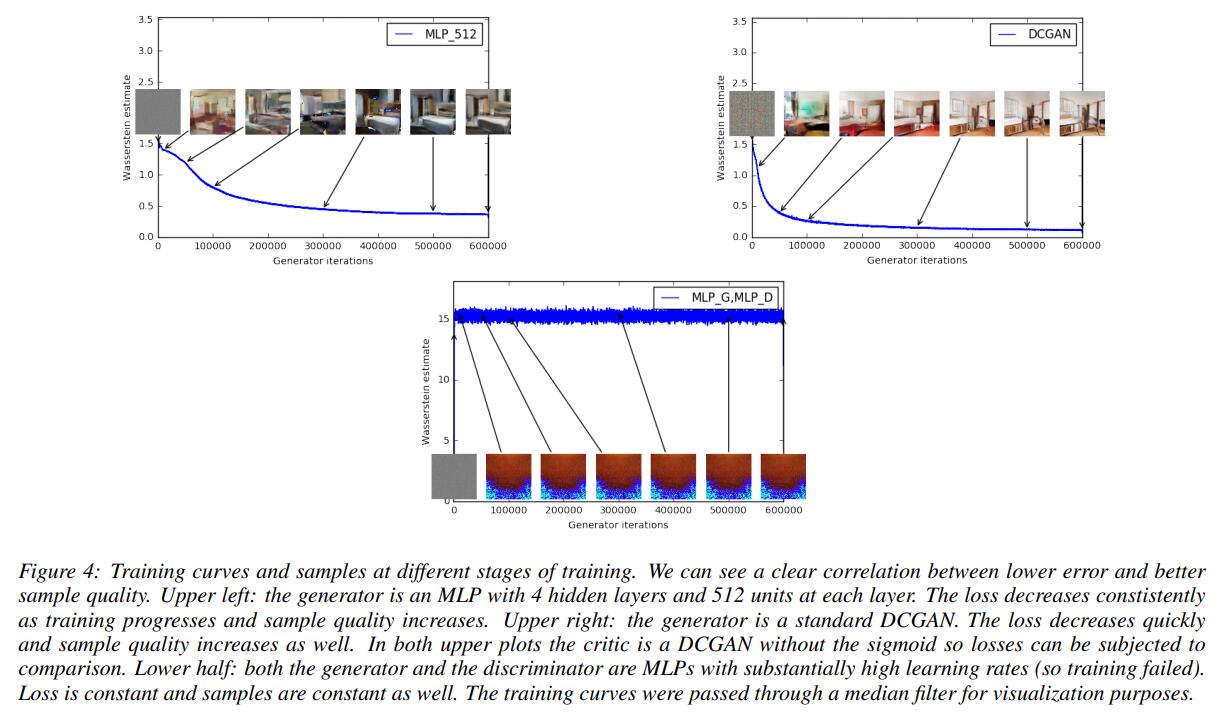 3.5
MLP_512
3.0
2.5
1.5
1.0
0.5
0.0
Wasserstein estimate
0 100000 200000 300000 400000 500000 600000
Generator iterations
3.5
DCGAN
3.0
2.5
1.5
1.0
0.5
0.0
Wasserstein estimate
0 100000 200000 300000 400000 500000 600000
Generator iterations
MLP_G,MLP_D
15
10
5
0
Wasserstein estimate
0 100000 200000 300000 400000 500000 600000
Generator iterations
Figure 4: Training curves and samples at different stages of training. We can see a clear correlation between lower error and better
sample quality. Upper left: the generator is an MLP with 4 hidden layers and 512 units at each layer. The loss decreases constistently
as training progresses and sample quality increases. Upper right: the generator is a standard DCGAN. The loss decreases quickly
and sample quality increases as well. In both upper plots the critic is a DCGAN without the sigmoid so losses can be subjected to
comparison. Lower half: both the generator and the discriminator are MLPs with substantially high learning rates (so training failed).
Loss is constant and samples are constant as well. The training curves were passed through a median filter for visualization purposes.